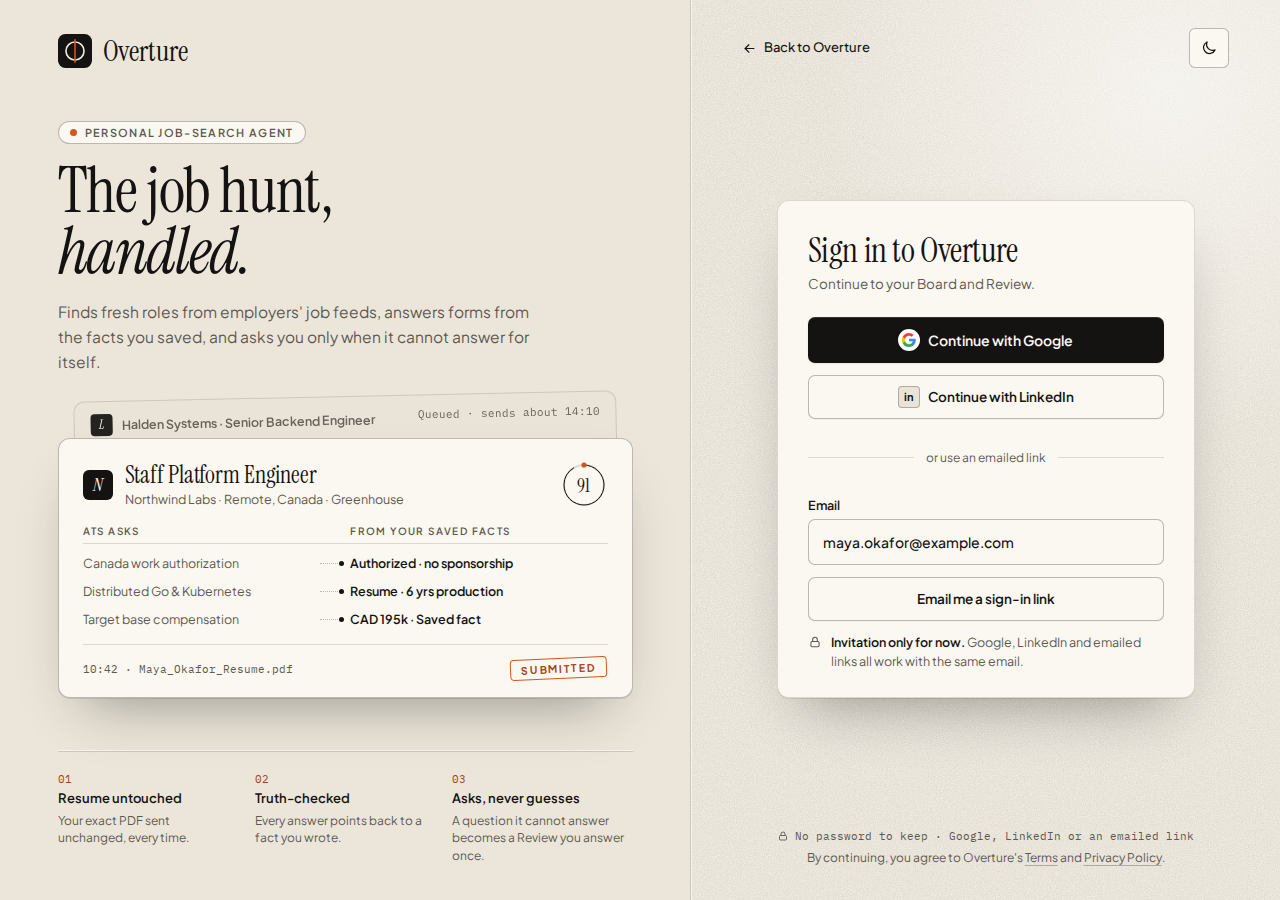 Overture
PERSONAL JOB-SEARCH AGENT
The job hunt,
handled.
Finds fresh roles from employers' job feeds, answers forms from
the facts you saved, and asks you only when it cannot answer for
itself.
L Halden Systems · Senior Backend Engineer Queued · sends about 14:10
N Staff Platform Engineer
Northwind Labs · Remote, Canada · Greenhouse
91
ATS ASKS FROM YOUR SAVED FACTS
Canada work authorization Authorized · no sponsorship
Distributed Go & Kubernetes Resume · 6 yrs production
Target base compensation CAD 195k · Saved fact
10:42 · Maya_Okafor_Resume.pdf SUBMITTED
01
Resume untouched
Your exact PDF sent
unchanged, every time.
02
Truth-checked
Every answer points back to a
fact you wrote.
03
Asks, never guesses
A question it cannot answer
becomes a Review you answer
once.
← Back to Overture
Sign in to Overture
Continue to your Board and Review.
Continue with Google
in Continue with LinkedIn
or use an emailed link
Email
maya.okafor@example.com
Email me a sign-in link
Invitation only for now. Google, LinkedIn and emailed
links all work with the same email.
No password to keep · Google, LinkedIn or an emailed link
By continuing, you agree to Overture's Terms and Privacy Policy.